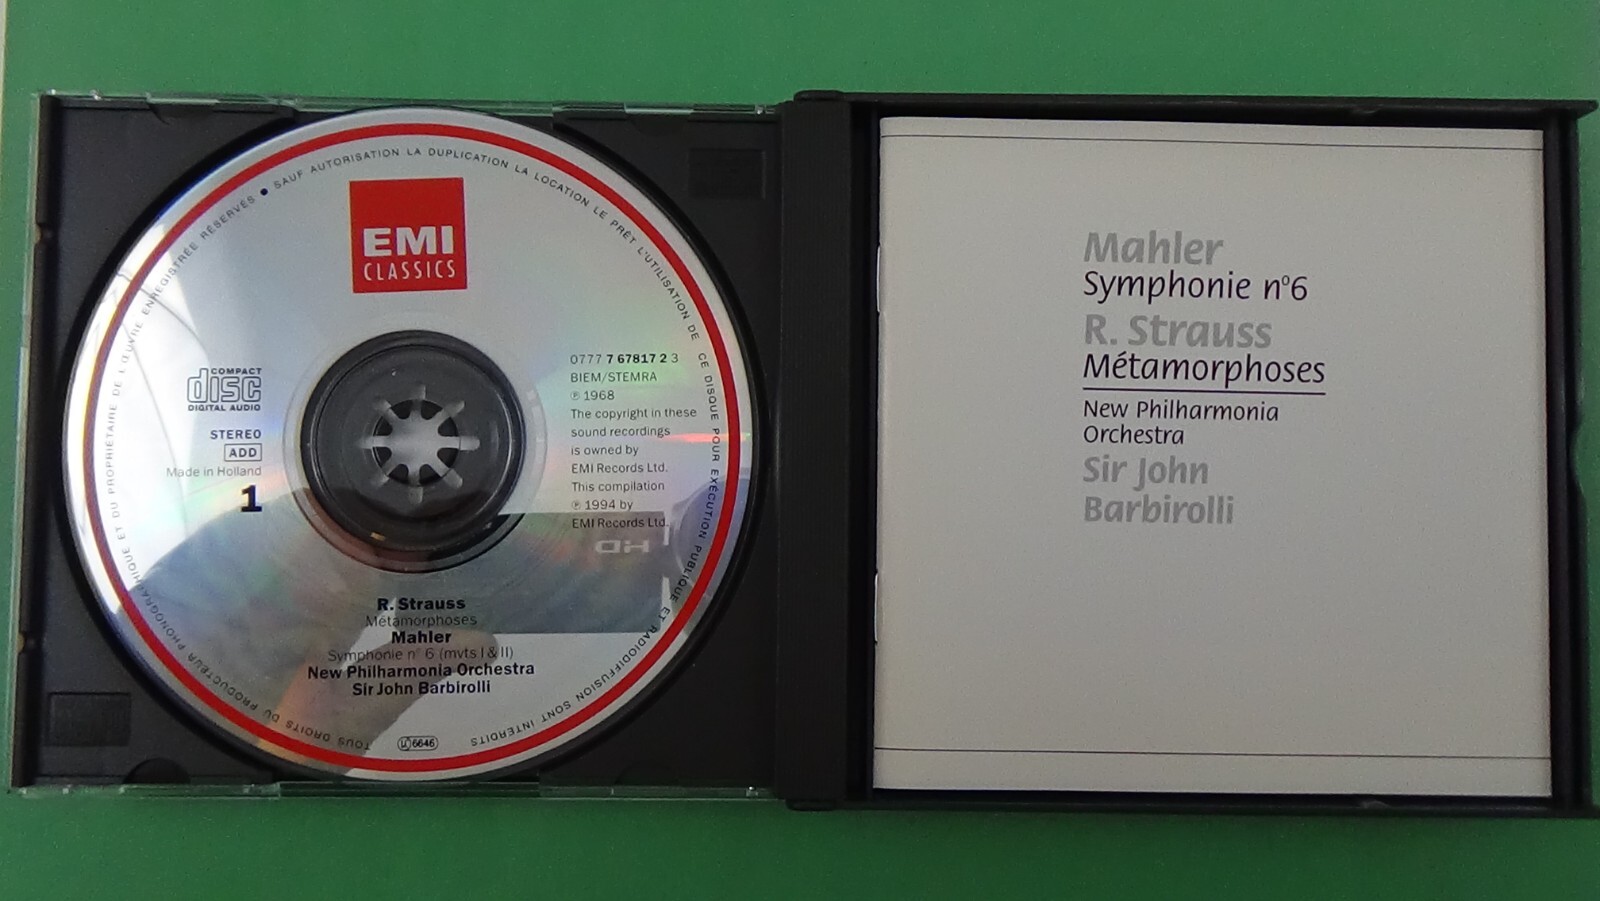 SAUF AUTORISATION LA DUPLICATION LA LOCATION LE PRÊT L'UTILISATION DE CE DISQUE POUR EXÉCUTION PUBLIQUE ET RADIODIFFUSION SONT INTERDITS
TOUS DROITS DU PRODUCTEUR PHONOGRAPHIQUE ET DU PROPRIÉTAIRE DE L'ŒUVRE ENREGISTRÉE RÉSERVÉS •
EMI
CLASSICS
COMPACT
disc
DIGITAL AUDIO
STEREO
ADD
Made in Holland
1
0777 7 67817 2 3
BIEM/STEMRA
℗ 1968
The copyright in these
sound recordings
is owned by
EMI Records Ltd.
This compilation
℗ 1994 by
EMI Records Ltd.
R. Strauss
Métamorphoses
Mahler
Symphonie n° 6 (mvts I & II)
New Philharmonia Orchestra
Sir John Barbirolli
6646
Mahler
Symphonie nº6
R. Strauss
Métamorphoses
New Philharmonia
Orchestra
Sir John
Barbirolli